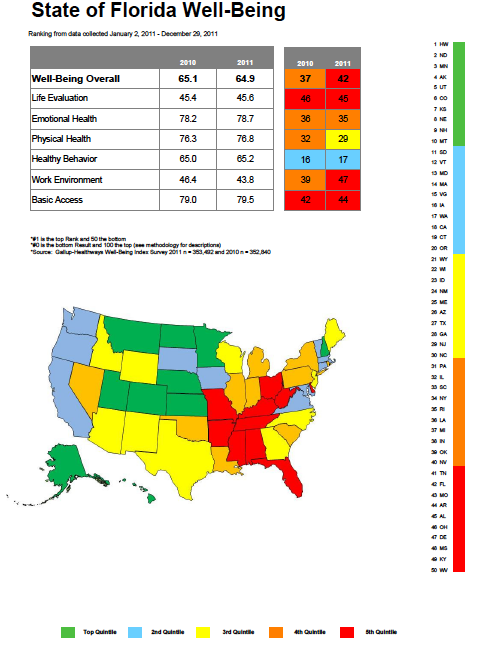 State of Florida Well-Being
Ranking from data collected January 2, 2011 - December 29, 2011
2010 2011 2010 2011
Well-Being Overall 65.1 64.9 37 42
Life Evaluation 45.4 45.6 46 45
Emotional Health 78.2 78.7 36 35
Physical Health 76.3 76.8 32 29
Healthy Behavior 65.0 65.2 16 17
Work Environment 46.4 43.8 39 47
Basic Access 79.0 79.5 42 44
*#1 is the top Rank and 50 the bottom
*#0 is the bottom Result and 100 the top (see methodology for descriptions)
*Source: Gallup-Healthways Well-Being Index Survey 2011 n = 353,492 and 2010 n = 352,840
1 HW
2 ND
3 MN
4 AK
5 UT
6 CO
7 KS
8 NE
9 NH
10 MT
11 SD
12 VT
13 MD
14 MA
15 VG
16 IA
17 WA
18 CA
19 CT
20 OR
21 WY
22 WI
23 ID
24 NM
25 ME
26 AZ
27 TX
28 GA
29 NJ
30 NC
31 PA
32 IL
33 SC
34 NY
35 RI
36 LA
37 MI
38 IN
39 OK
40 NV
41 TN
42 FL
43 MO
44 AR
45 AL
46 OH
47 DE
48 MS
49 KY
50 WV
Top Quintile
2nd Quintile
3rd Quintile
4th Quintile
5th Quintile